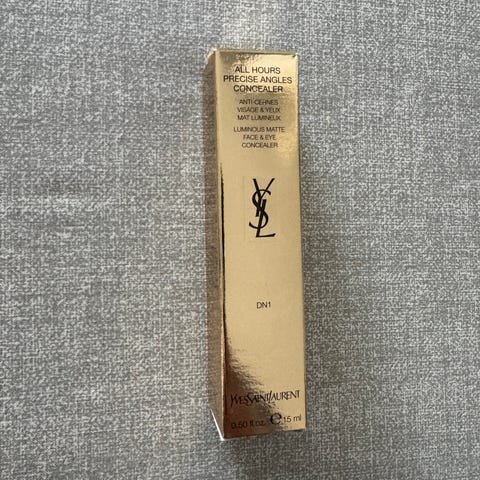 ALL HOURS
PRECISE ANGLES
CONCEALER
ANTI-CERNES
VISAGE & YEUX
MAT LUMINEUX
LUMINOUS MATTE
FACE & EYE
CONCEALER
YSL
DN1
YVESSAINTLAURENT
0.50 fl.oz. ℮ 15 ml